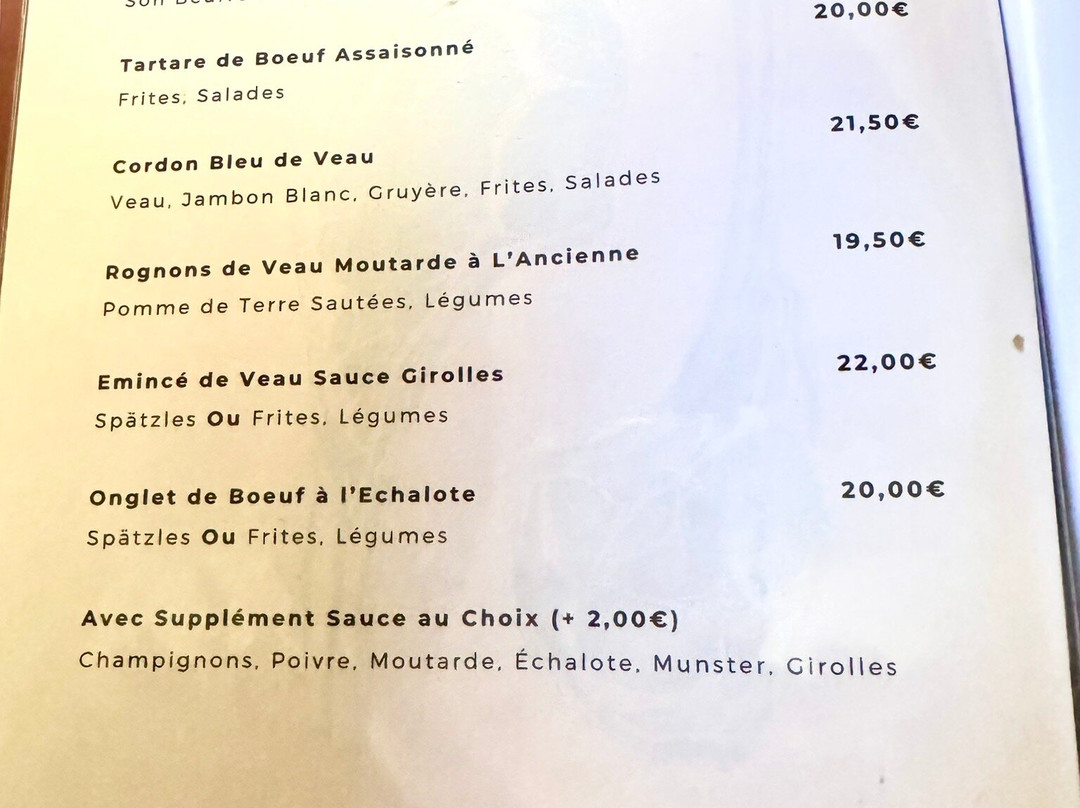 Son
20,00€
Tartare de Boeuf Assaisonné
Frites, Salades
21,50€
Cordon Bleu de Veau
Veau, Jambon Blanc, Gruyère, Frites, Salades
19,50€
Rognons de Veau Moutarde à L'Ancienne
Pomme de Terre Sautées, Légumes
22,00€
Emincé de Veau Sauce Girolles
Spätzles Ou Frites, Légumes
20,00€
Onglet de Boeuf à l'Echalote
Spätzles Ou Frites, Légumes
Avec Supplément Sauce au Choix (+ 2,00€)
Champignons, Poivre, Moutarde, Échalote, Munster, Girolles